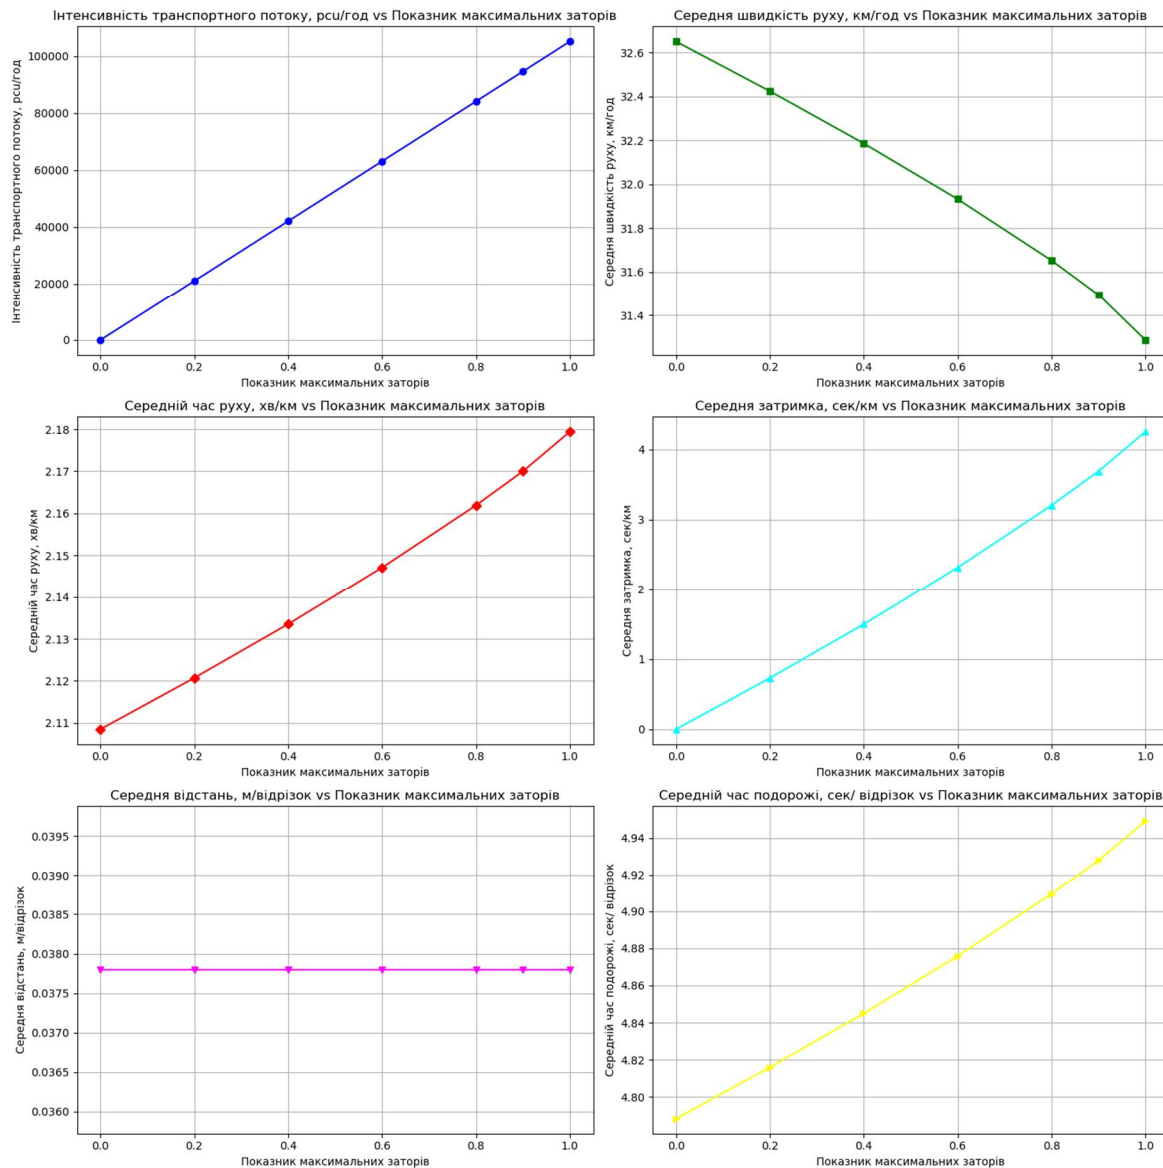 Інтенсивність транспортного потоку, pcu/год vs Показник максимальних заторів
Інтенсивність транспортного потоку, pcu/год
100000
80000
60000
40000
20000
0
0.0 0.2 0.4 0.6 0.8 1.0
Показник максимальних заторів
Середня швидкість руху, км/год vs Показник максимальних заторів
Середня швидкість руху, км/год
32.6
32.4
32.2
32.0
31.8
31.6
31.4
0.0 0.2 0.4 0.6 0.8 1.0
Показник максимальних заторів
Середній час руху, хв/км vs Показник максимальних заторів
Середній час руху, хв/км
2.18
2.17
2.16
2.15
2.14
2.13
2.12
2.11
0.0 0.2 0.4 0.6 0.8 1.0
Показник максимальних заторів
Середня затримка, сек/км vs Показник максимальних заторів
Середня затримка, сек/км
4
3
2
1
0
0.0 0.2 0.4 0.6 0.8 1.0
Показник максимальних заторів
Середня відстань, м/відрізок vs Показник максимальних заторів
Середня відстань, м/відрізок
0.0395
0.0390
0.0385
0.0380
0.0375
0.0370
0.0365
0.0360
0.0 0.2 0.4 0.6 0.8 1.0
Показник максимальних заторів
Середній час подорожі, сек/ відрізок vs Показник максимальних заторів
Середній час подорожі, сек/ відрізок
4.94
4.92
4.90
4.88
4.86
4.84
4.82
4.80
0.0 0.2 0.4 0.6 0.8 1.0
Показник максимальних заторів